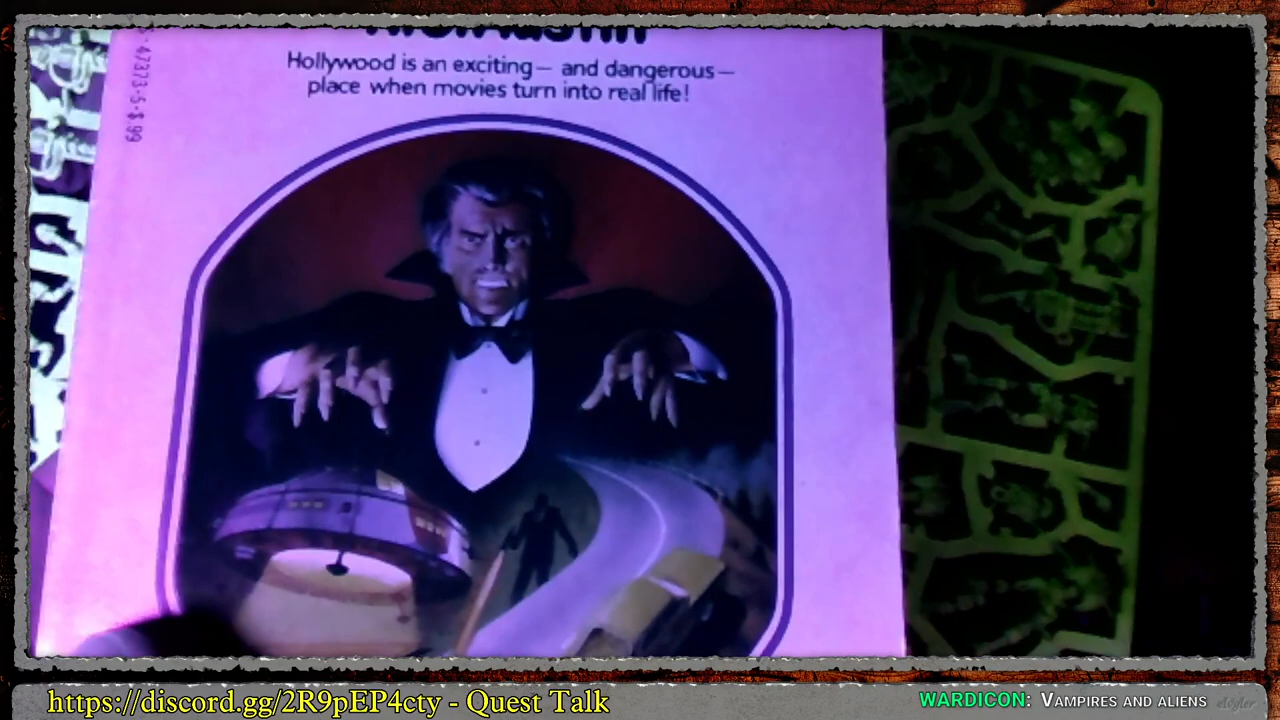 Hollywood is an exciting— and dangerous—
place when movies turn into real life!
https://discord.gg/2R9pEP4cty - Quest Talk
WARDICON: Vampires and aliens